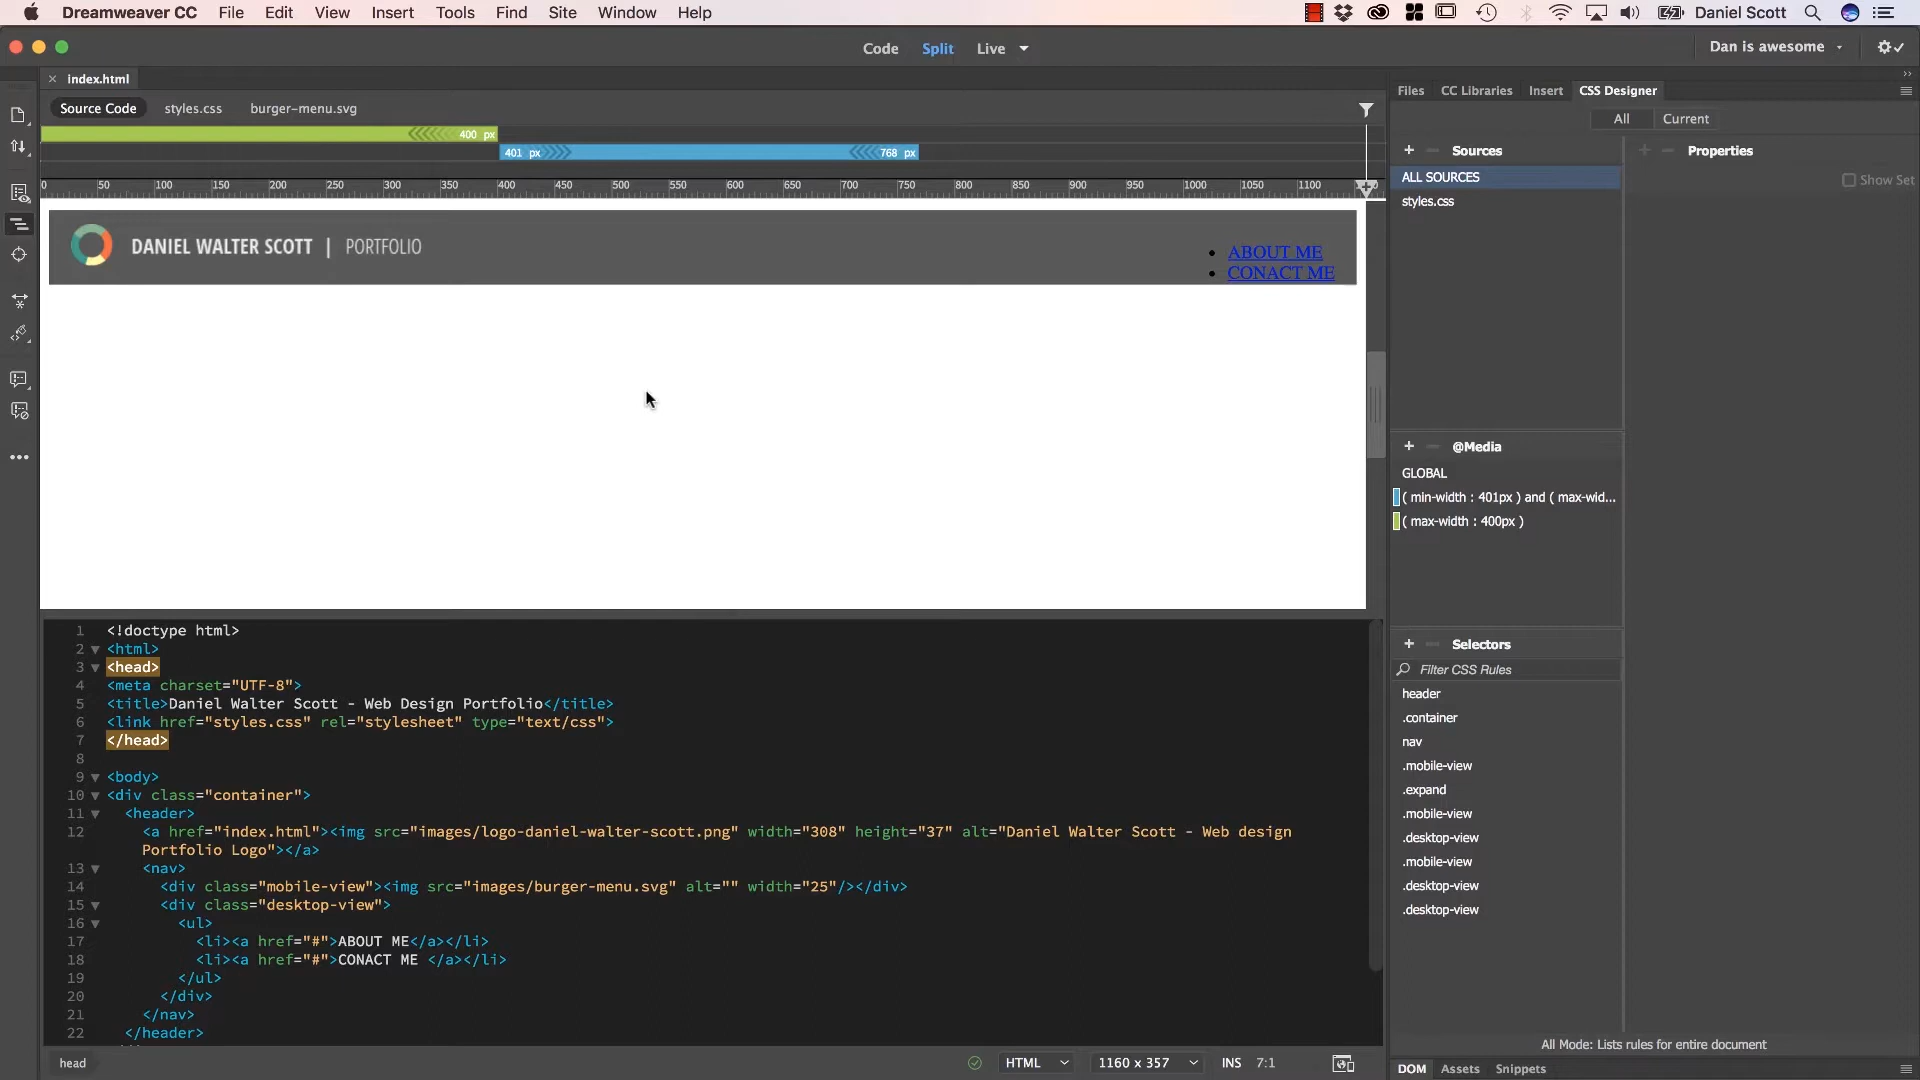 Dreamweaver CC File Edit View Insert Tools Find Site Window Help Daniel Scott
Code Split Live Dan is awesome
index.html
Source Code styles.css burger-menu.svg
400 px
401 px 768 px
0 50 100 150 200 250 300 350 400 450 500 550 600 650 700 750 800 850 900 950 1000 1050 1100
DANIEL WALTER SCOTT | PORTFOLIO
ABOUT ME
CONACT ME
1 <!doctype html>
2 <html>
3 <head>
4 <meta charset="UTF-8">
5 <title>Daniel Walter Scott - Web Design Portfolio</title>
6 <link href="styles.css" rel="stylesheet" type="text/css">
7 </head>
8
9 <body>
10 <div class="container">
11 <header>
12 <a href="index.html"><img src="images/logo-daniel-walter-scott.png" width="308" height="37" alt="Daniel Walter Scott - Web design
Portfolio Logo"></a>
13 <nav>
14 <div class="mobile-view"><img src="images/burger-menu.svg" alt="" width="25"/></div>
15 <div class="desktop-view">
16 <ul>
17 <li><a href="#">ABOUT ME</a></li>
18 <li><a href="#">CONACT ME </a></li>
19 </ul>
20 </div>
21 </nav>
22 </header>
head HTML 1160 x 357 INS 7:1
Files CC Libraries Insert CSS Designer
All Current
+ Sources
ALL SOURCES
styles.css
+ @Media
GLOBAL
( min-width : 401px ) and ( max-wid...
( max-width : 400px )
+ Selectors
Filter CSS Rules
header
.container
nav
.mobile-view
.expand
.mobile-view
.desktop-view
.mobile-view
.desktop-view
.desktop-view
Properties
Show Set
All Mode: Lists rules for entire document
DOM Assets Snippets